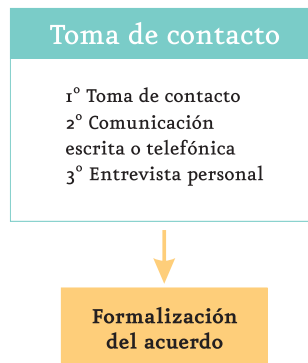 Toma de contacto
1º Toma de contacto
2º Comunicación
escrita o telefónica
3º Entrevista personal
Formalización
del acuerdo